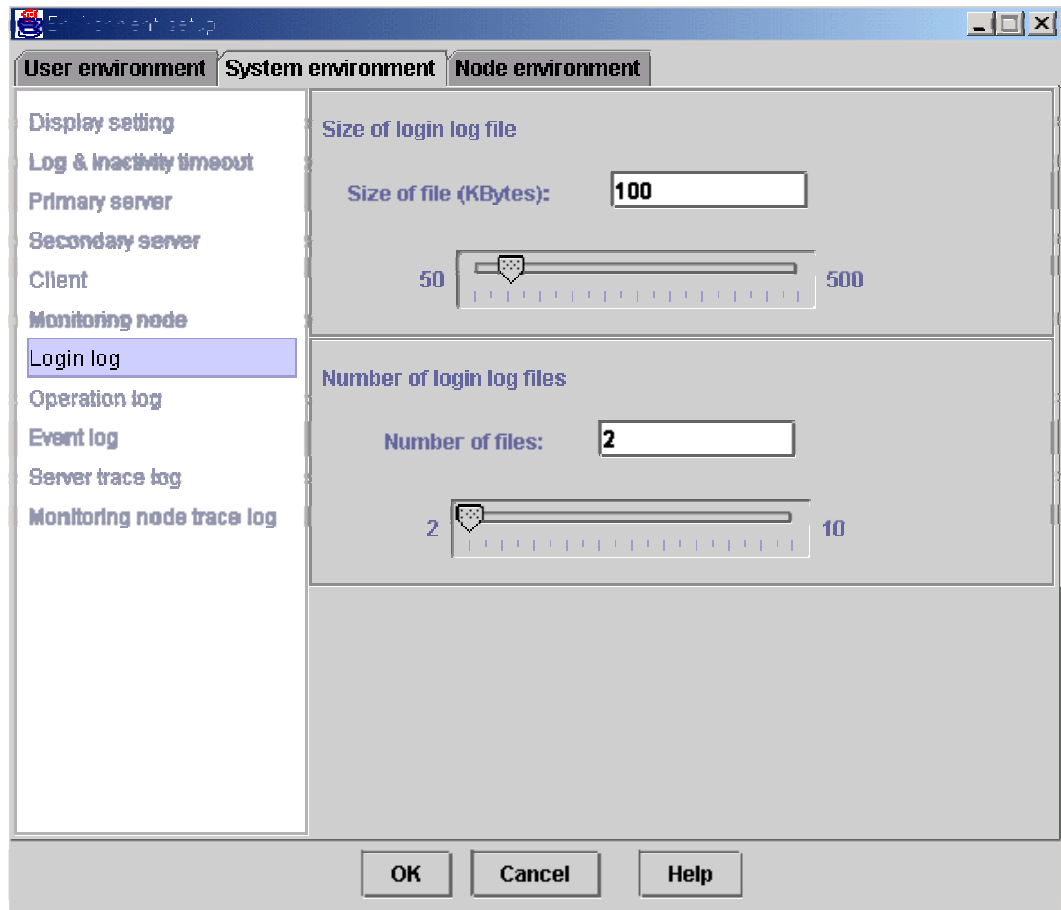 Environment setup
User environment System environment Node environment
Display setting
Log & Inactivity timeout
Primary server
Secondary server
Client
Monitoring node
Login log
Operation log
Event log
Server trace log
Monitoring node trace log
Size of login log file
Size of file (KBytes): 100
50 500
Number of login log files
Number of files: 2
2 10
OK Cancel Help